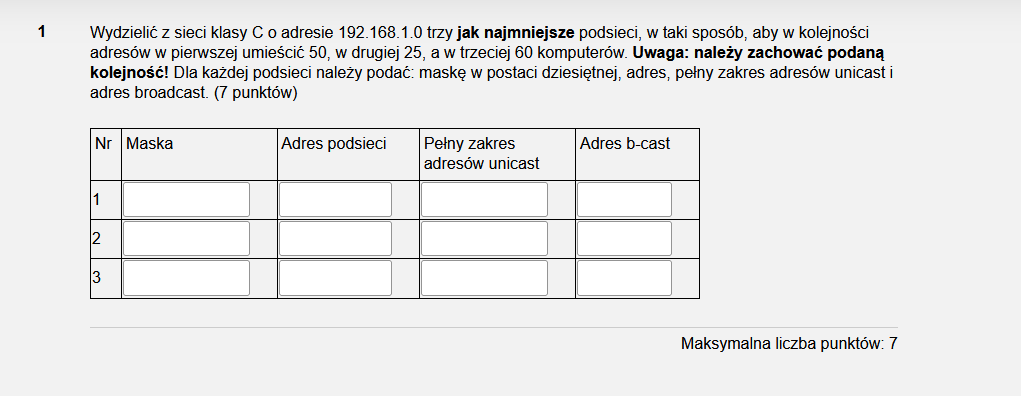 1
Wydzielić z sieci klasy C o adresie 192.168.1.0 trzy jak najmniejsze podsieci, w taki sposób, aby w kolejności
adresów w pierwszej umieścić 50, w drugiej 25, a w trzeciej 60 komputerów. Uwaga: należy zachować podaną
kolejność! Dla każdej podsieci należy podać: maskę w postaci dziesiętnej, adres, pełny zakres adresów unicast i
adres broadcast. (7 punktów)
Nr Maska Adres podsieci Pełny zakres Adres b-cast
adresów unicast
1
2
3
Maksymalna liczba punktów: 7